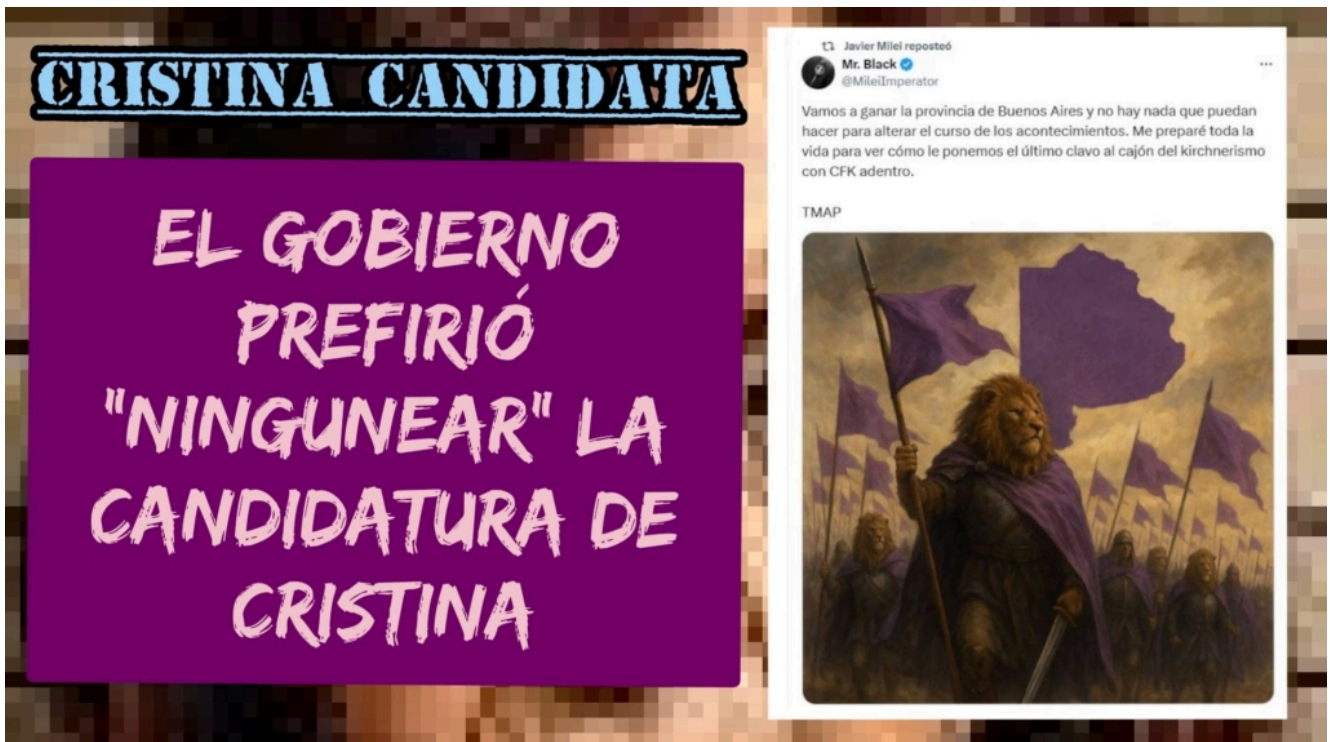 CRISTINA CANDIDATA
EL GOBIERNO
PREFIRIÓ
"NINGUNEAR" LA
CANDIDATURA DE
CRISTINA
Javier Milei reposteó
Mr. Black
@MileiImperator
Vamos a ganar la provincia de Buenos Aires y no hay nada que puedan
hacer para alterar el curso de los acontecimientos. Me preparé toda la
vida para ver cómo le ponemos el último clavo al cajón del kirchnerismo
con CFK adentro.
TMAP